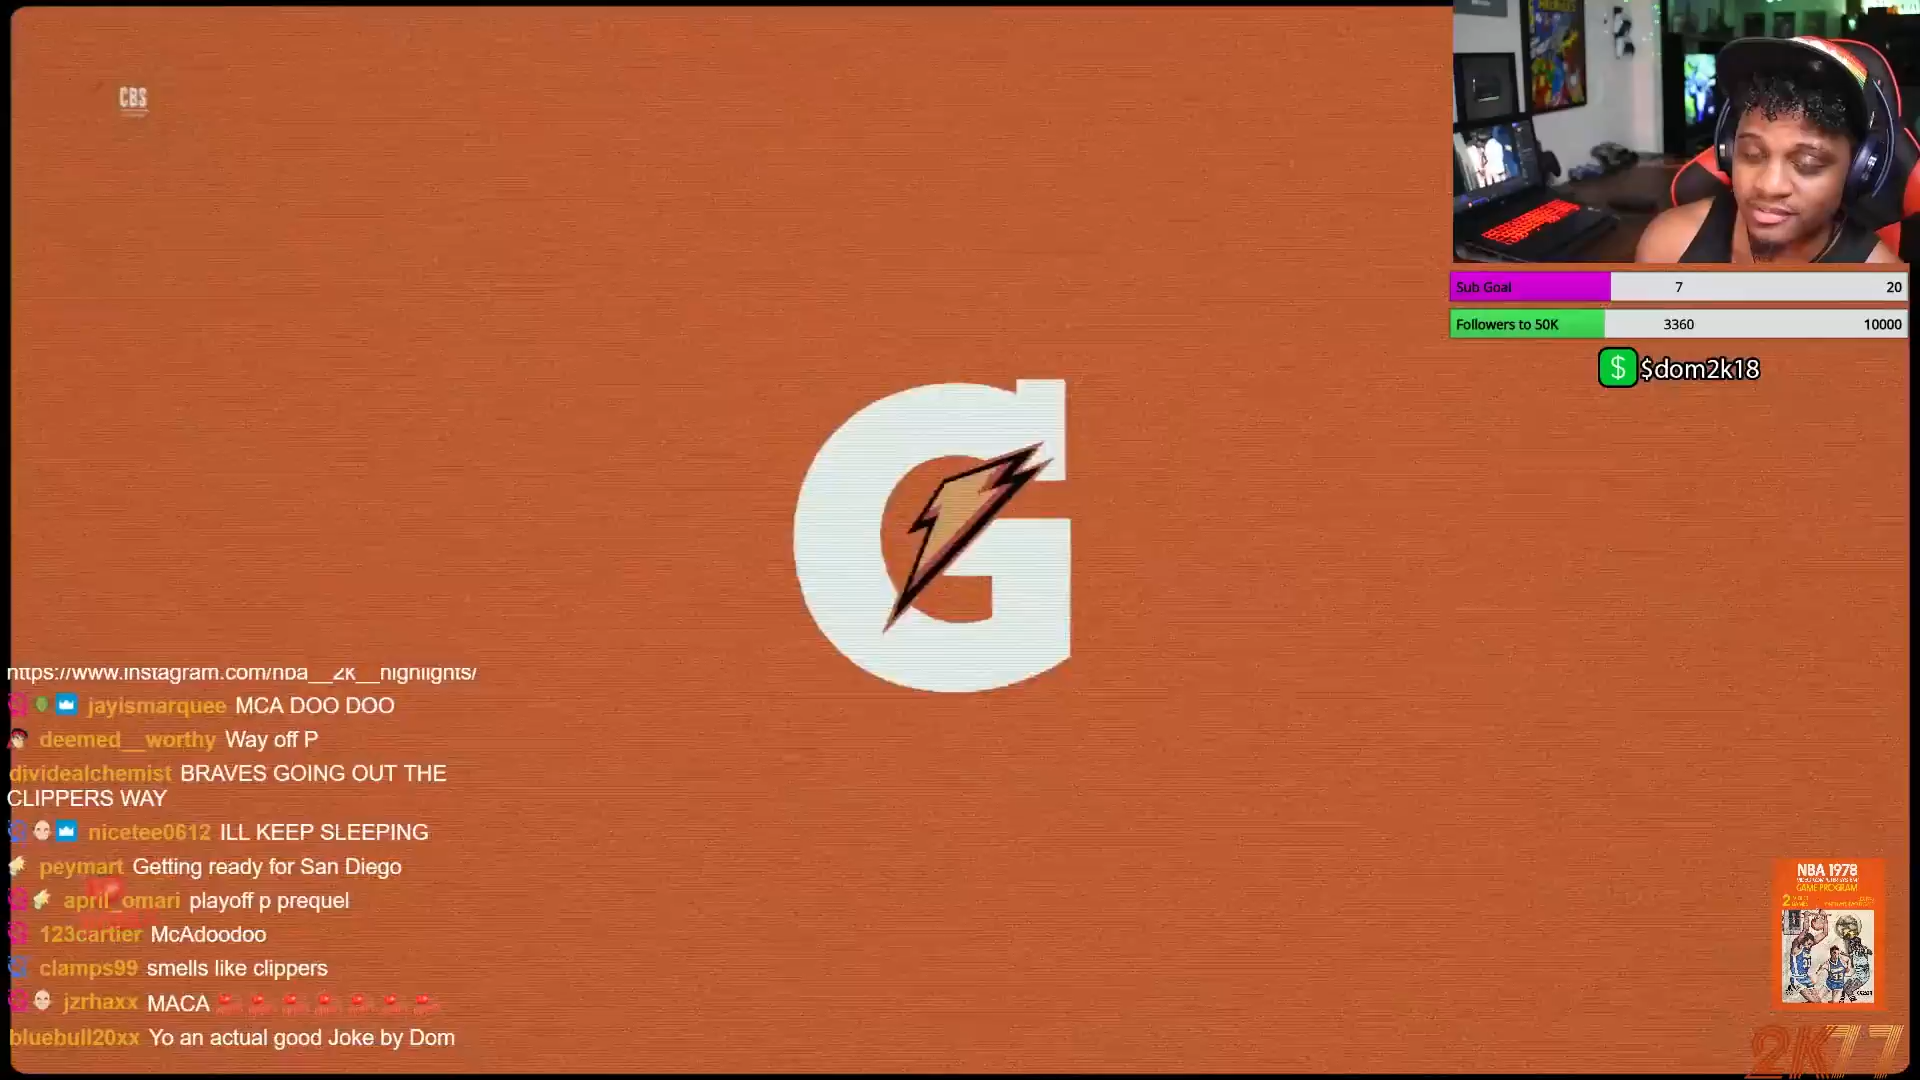 CBS
G
Sub Goal 7 20
Followers to 50K 3360 10000
$ $dom2k18
https://www.instagram.com/nba__2k__highlights/
jayismarquee MCA DOO DOO
deemed__worthy Way off P
dividealchemist BRAVES GOING OUT THE
CLIPPERS WAY
nicetee0612 ILL KEEP SLEEPING
peymart Getting ready for San Diego
april_omari playoff p prequel
123cartier McAdoodoo
clamps99 smells like clippers
jzrhaxx MACA
bluebull20xx Yo an actual good Joke by Dom
NBA 1978
GAME PROGRAM
2K77